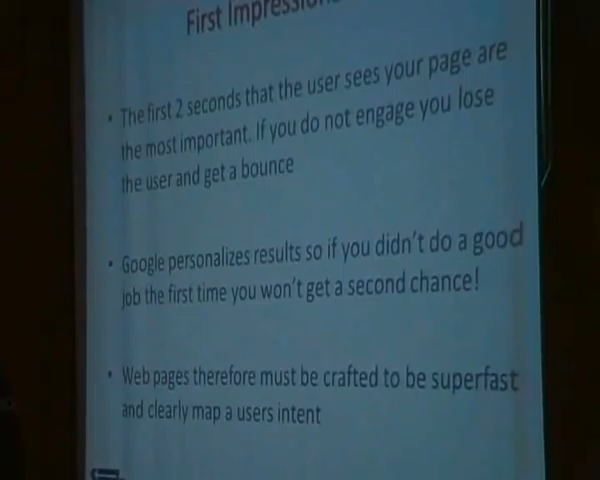 First Impression
• The first 2 seconds that the user sees your page are
the most important. If you do not engage you lose
the user and get a bounce
• Google personalizes results so if you didn't do a good
job the first time you won't get a second chance!
• Web pages therefore must be crafted to be superfast
and clearly map a users intent